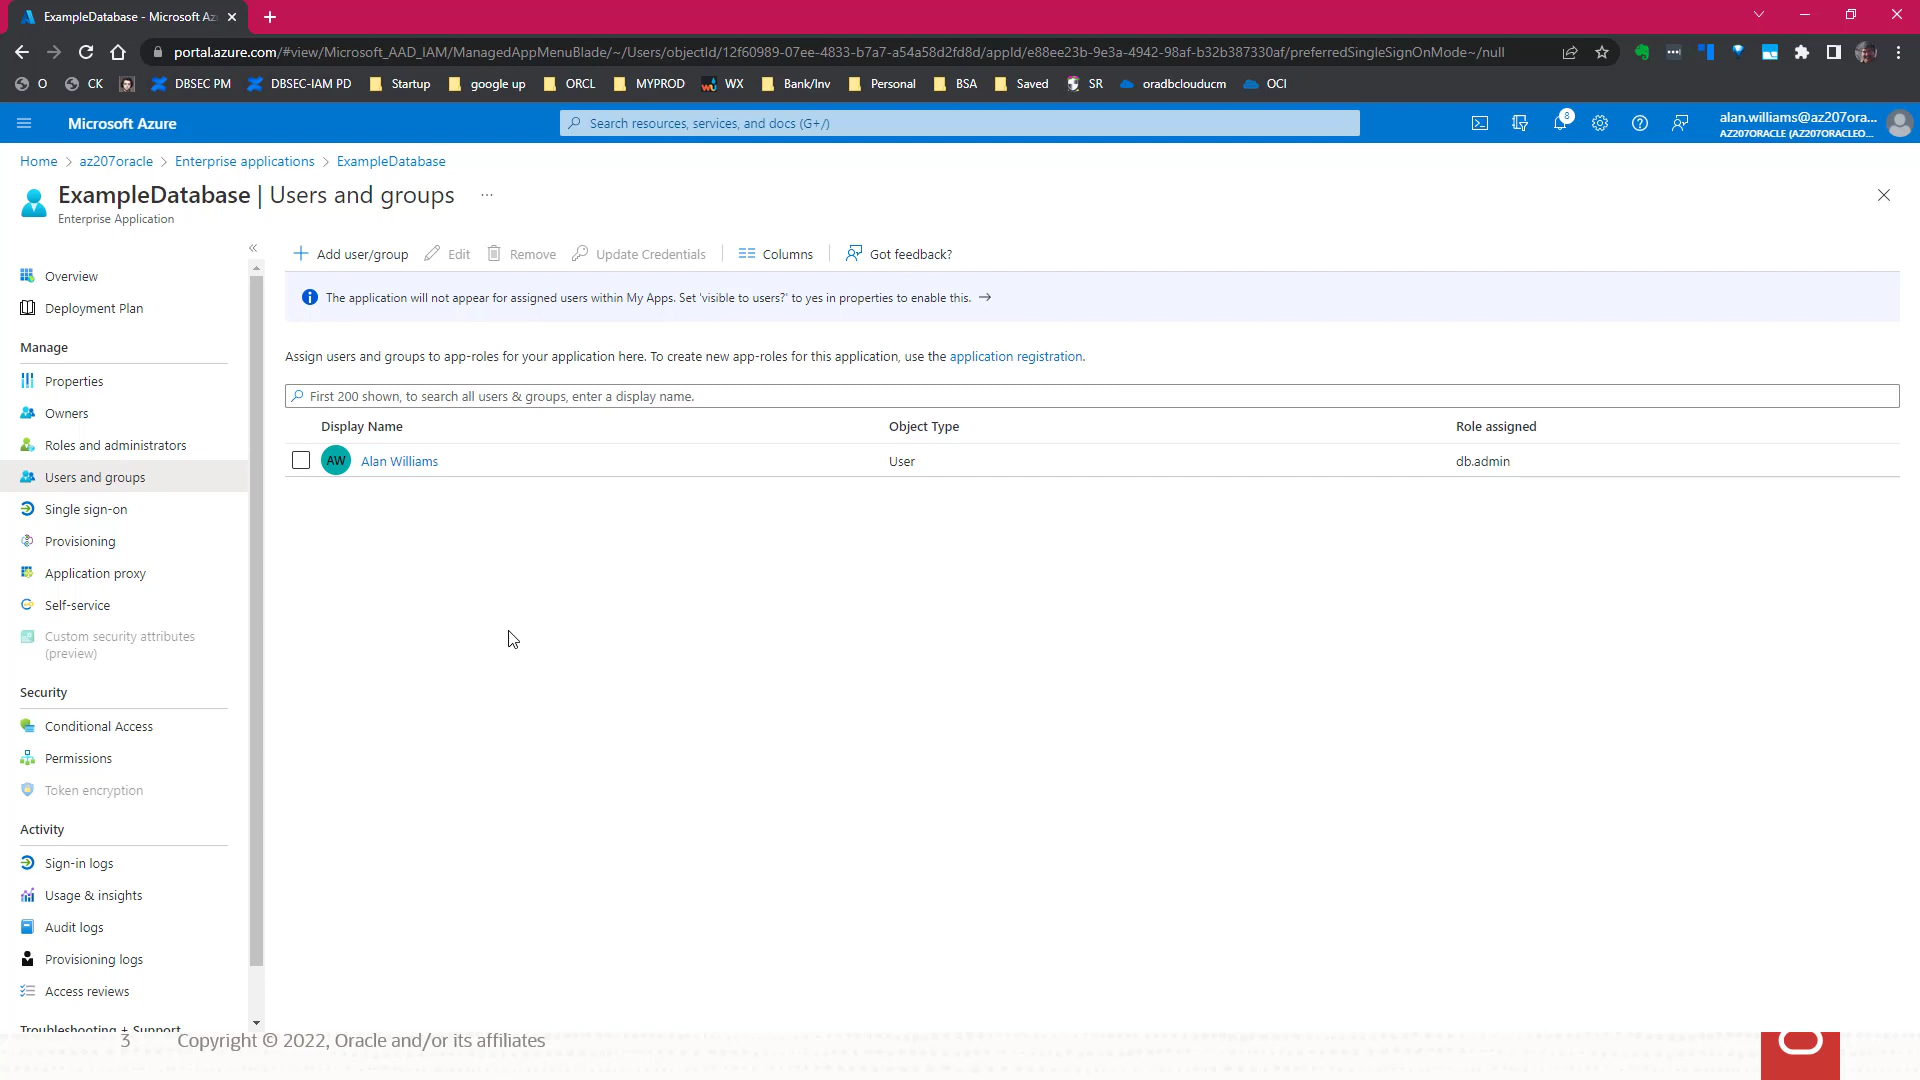 ExampleDatabase - Microsoft Az
portal.azure.com/#view/Microsoft_AAD_IAM/ManagedAppMenuBlade/~/Users/objectId/12f60989-07ee-4833-b7a7-a54a58d2fd8d/appId/e88ee23b-9e3a-4942-98af-b32b387330af/preferredSingleSignOnMode~/null
O CK DBSEC PM DBSEC-IAM PD Startup google up ORCL MYPROD WX Bank/Inv Personal BSA Saved SR oradbclouducm OCI
Microsoft Azure
Search resources, services, and docs (G+/)
8
alan.williams@az207ora...
AZ207ORACLE (AZ207ORACLEO...
Home > az207oracle > Enterprise applications > ExampleDatabase
ExampleDatabase | Users and groups ...
Enterprise Application
Overview
Deployment Plan
Manage
Properties
Owners
Roles and administrators
Users and groups
Single sign-on
Provisioning
Application proxy
Self-service
Custom security attributes
(preview)
Security
Conditional Access
Permissions
Token encryption
Activity
Sign-in logs
Usage & insights
Audit logs
Provisioning logs
Access reviews
Troubleshooting + Support
Add user/group Edit Remove Update Credentials Columns Got feedback?
The application will not appear for assigned users within My Apps. Set 'visible to users?' to yes in properties to enable this. →
Assign users and groups to app-roles for your application here. To create new app-roles for this application, use the application registration.
First 200 shown, to search all users & groups, enter a display name.
Display Name Object Type Role assigned
AW Alan Williams User db.admin
3 Copyright © 2022, Oracle and/or its affiliates